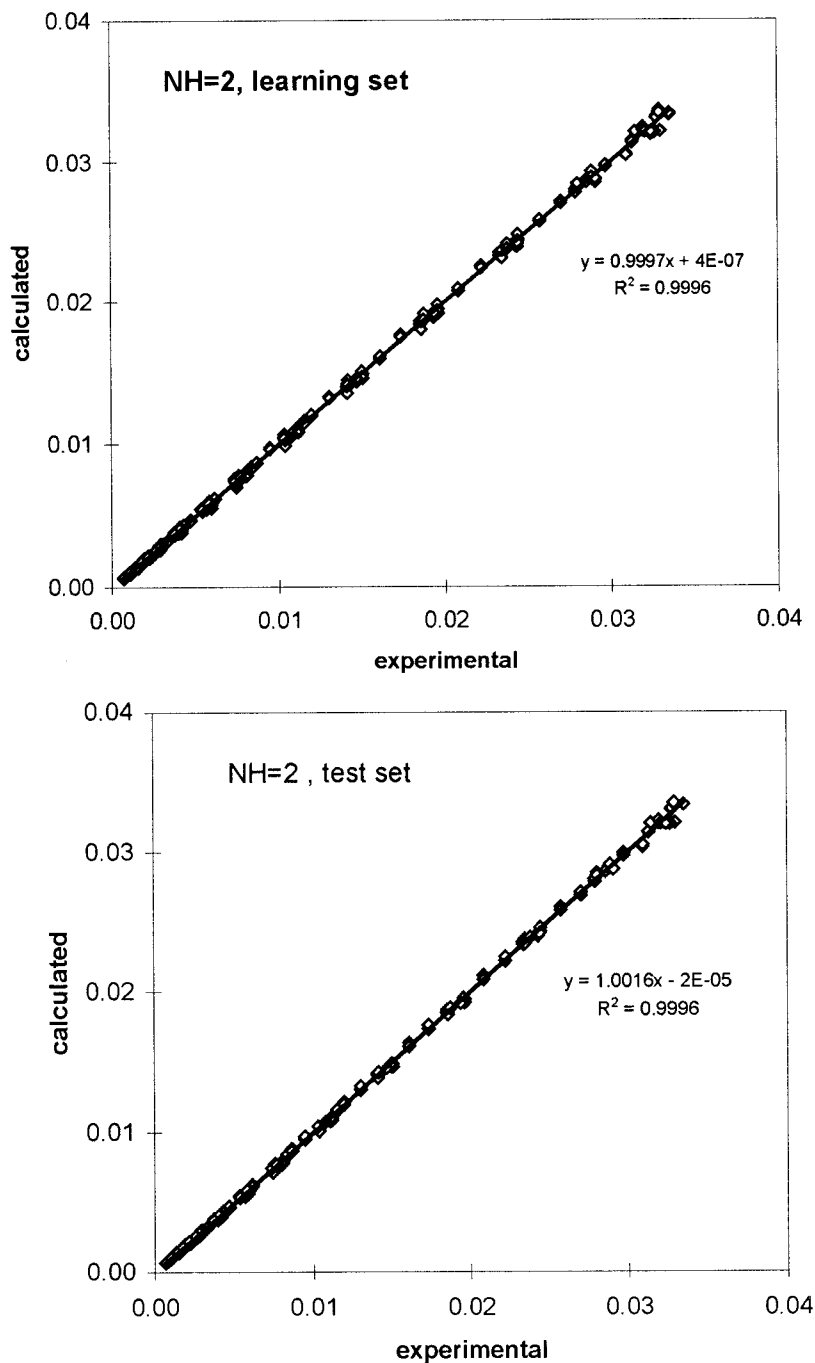 0.04
NH=2, learning set
0.03
calculated
y = 0.9997x + 4E-07
R² = 0.9996
0.02
0.01
0.00
0.00 0.01 0.02 0.03 0.04
experimental
0.04
NH=2 , test set
0.03
calculated
y = 1.0016x - 2E-05
R² = 0.9996
0.02
0.01
0.00
0.00 0.01 0.02 0.03 0.04
experimental